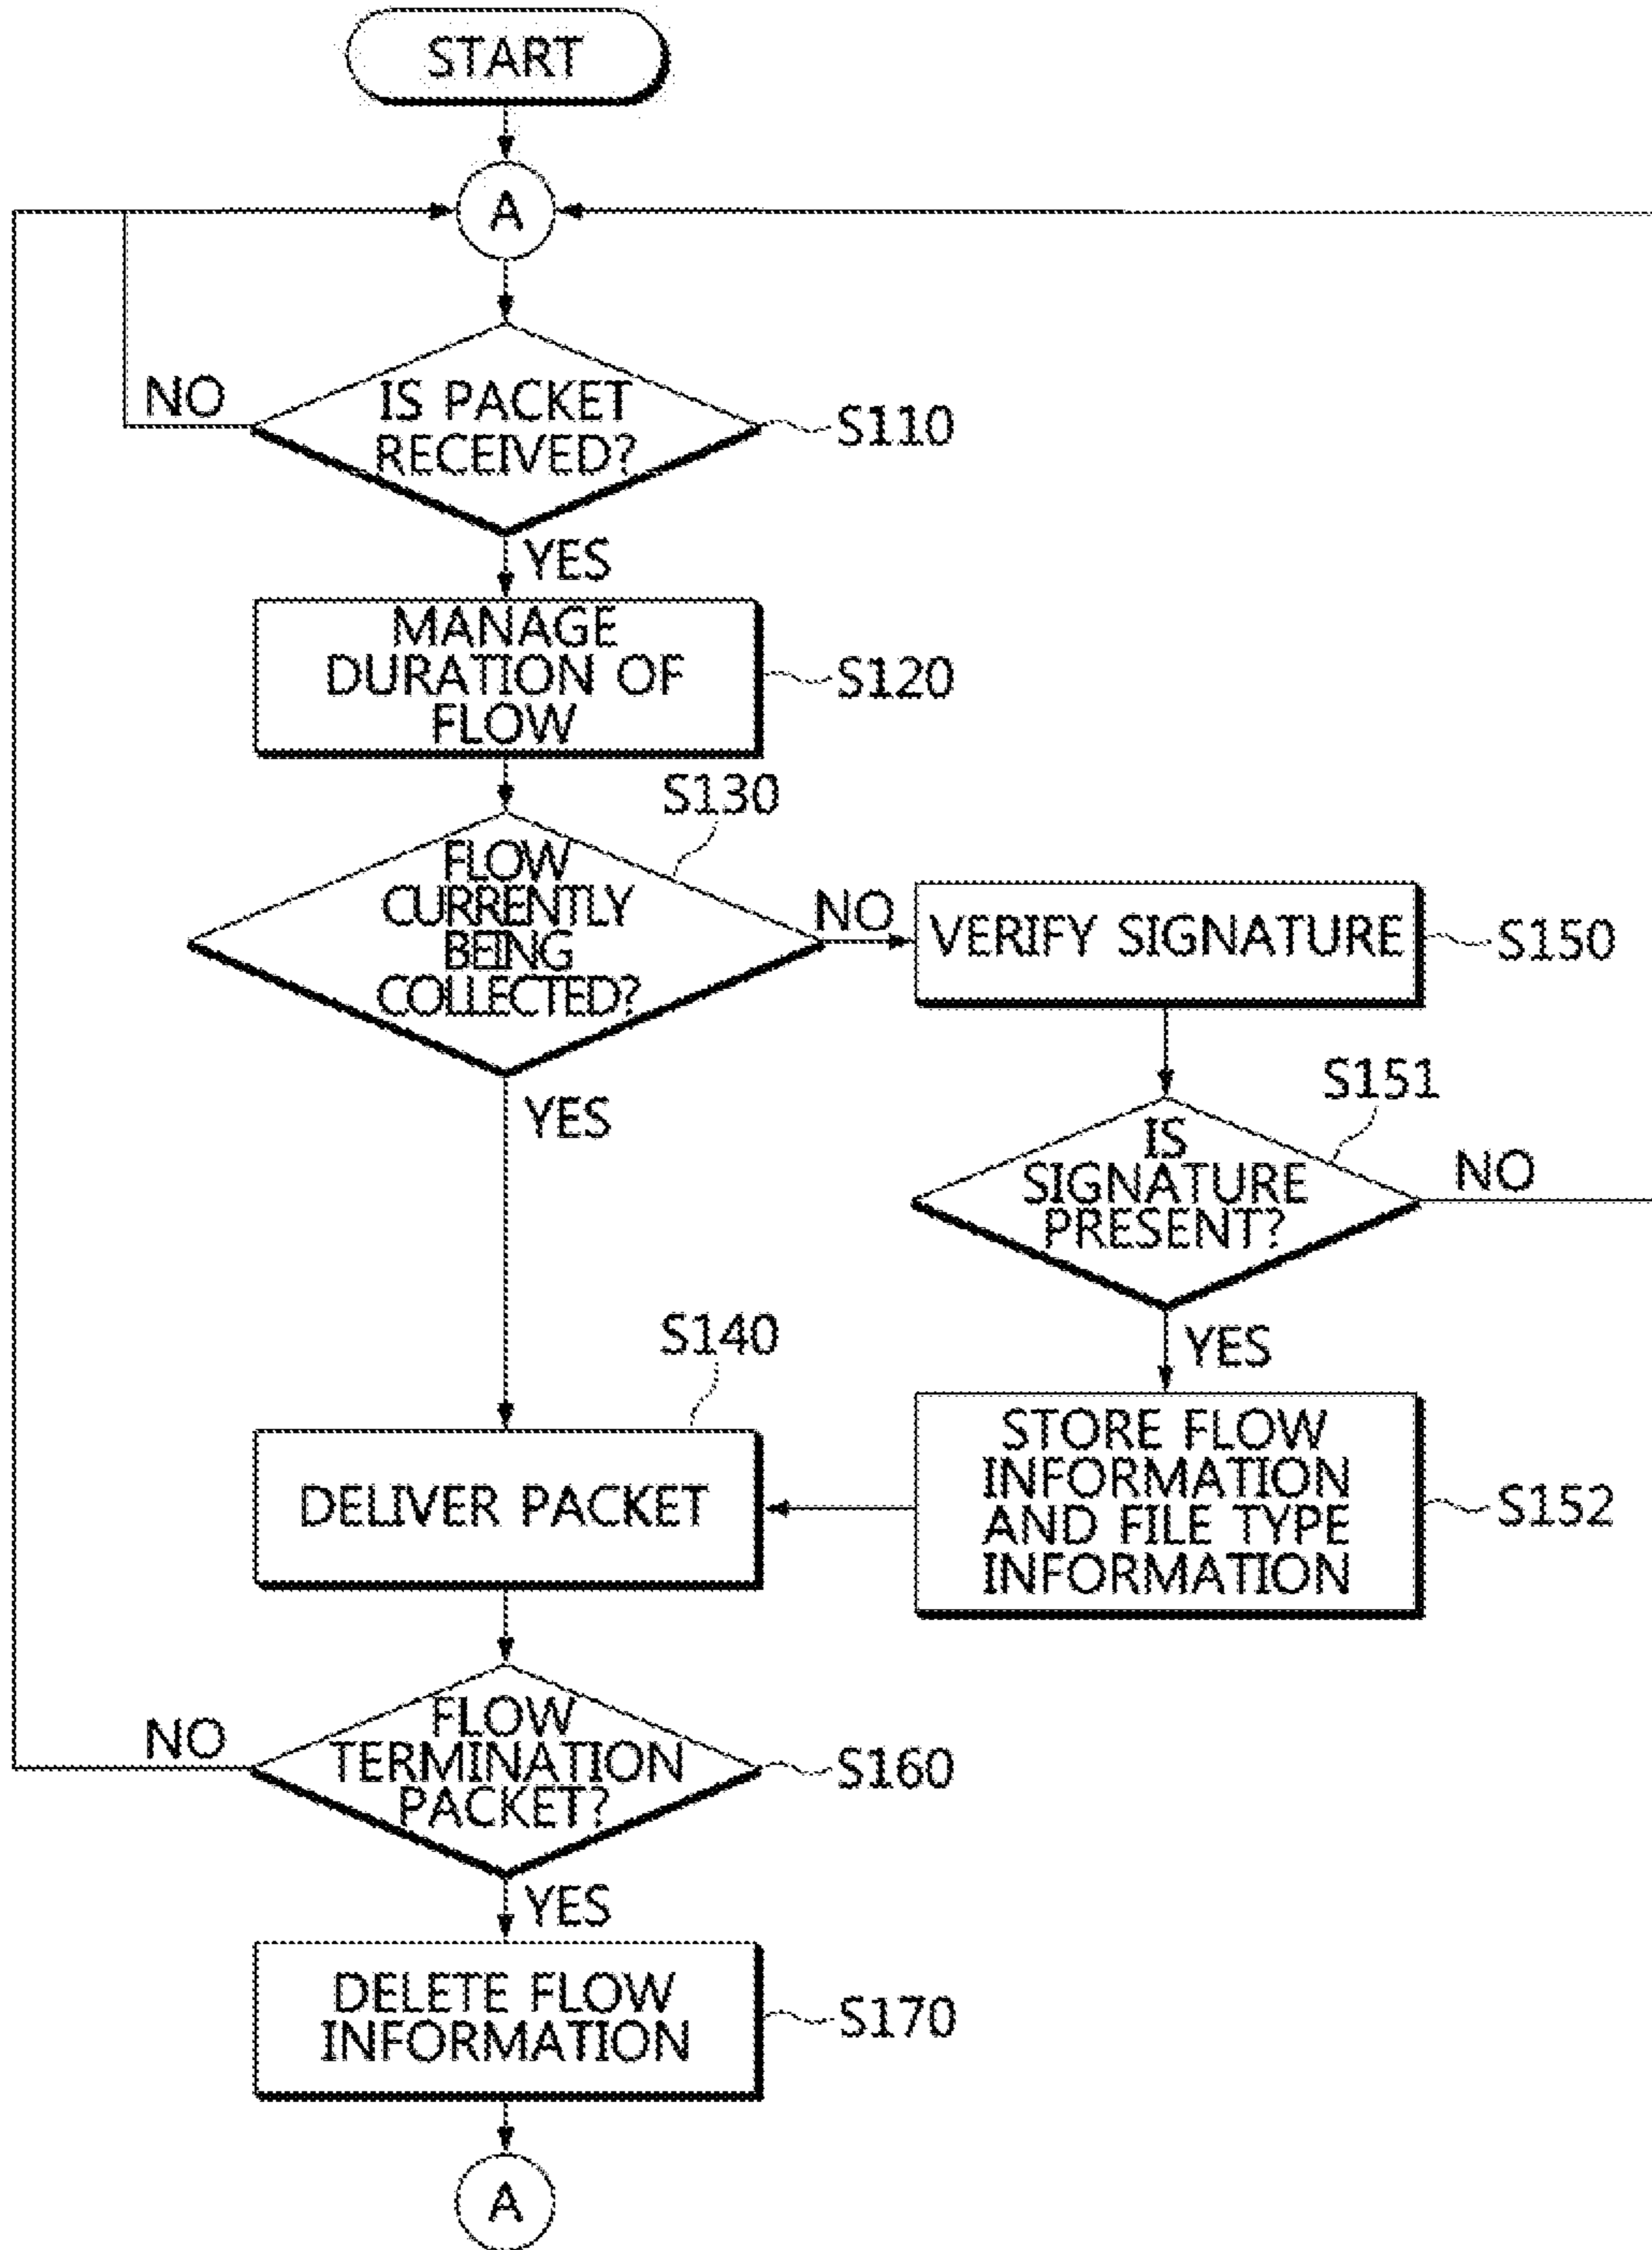 START
A
NO
IS PACKET
RECEIVED?
S110
YES
MANAGE
DURATION OF
FLOW
S120
S130
FLOW
CURRENTLY
BEING
COLLECTED?
NO
VERIFY SIGNATURE
S150
YES
S151
IS
SIGNATURE
PRESENT?
NO
YES
S140
DELIVER PACKET
STORE FLOW
INFORMATION
AND FILE TYPE
INFORMATION
S152
NO
FLOW
TERMINATION
PACKET?
S160
YES
DELETE FLOW
INFORMATION
S170
A